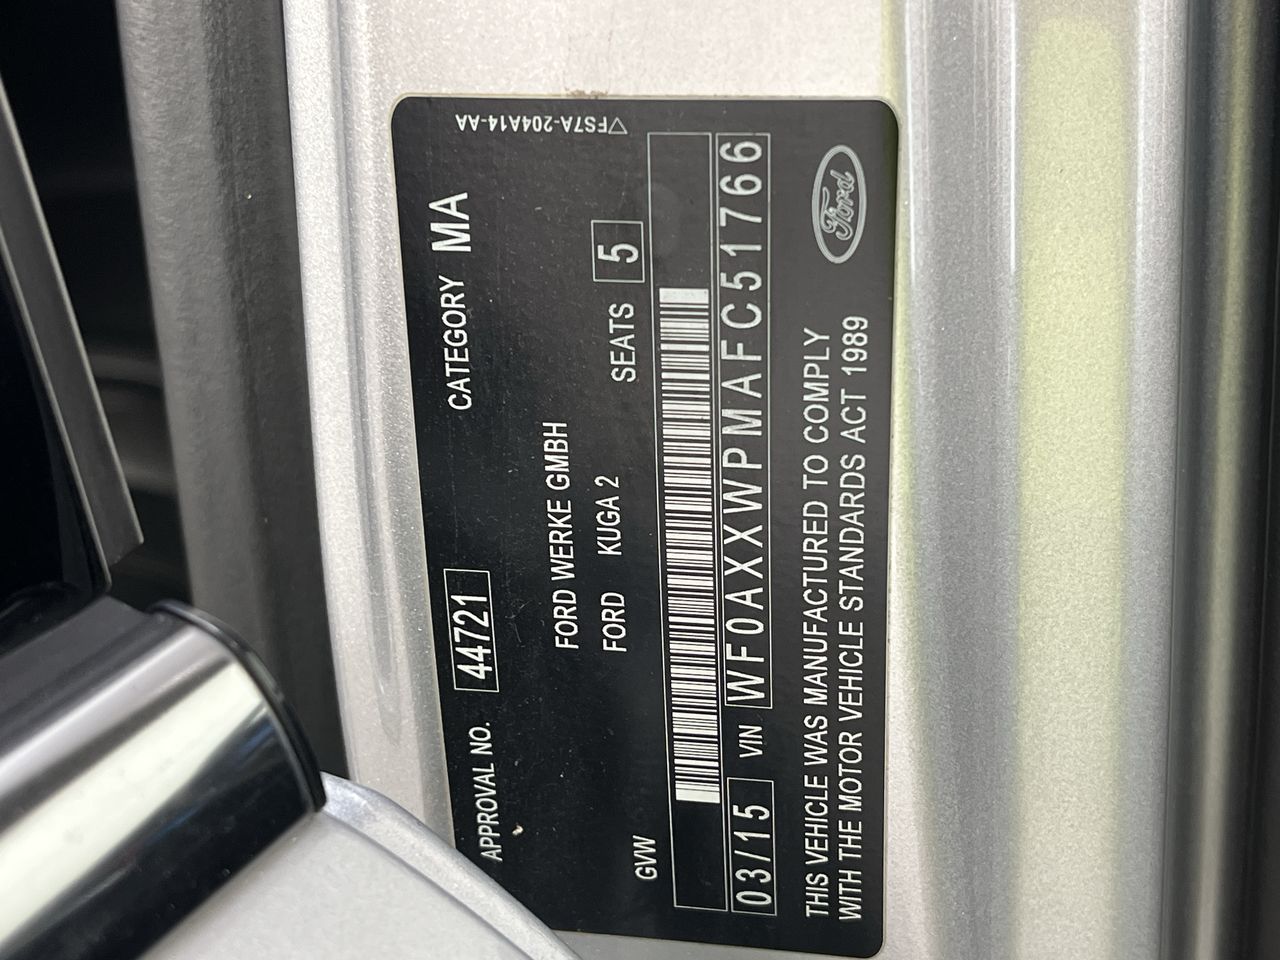 FS7A-204A14-AA
APPROVAL NO. 44721 CATEGORY MA
FORD WERKE GMBH
FORD KUGA 2 SEATS 5
GVW
03/15 VIN WF0AXXWPMAFC51766
THIS VEHICLE WAS MANUFACTURED TO COMPLY
WITH THE MOTOR VEHICLE STANDARDS ACT 1989
Ford